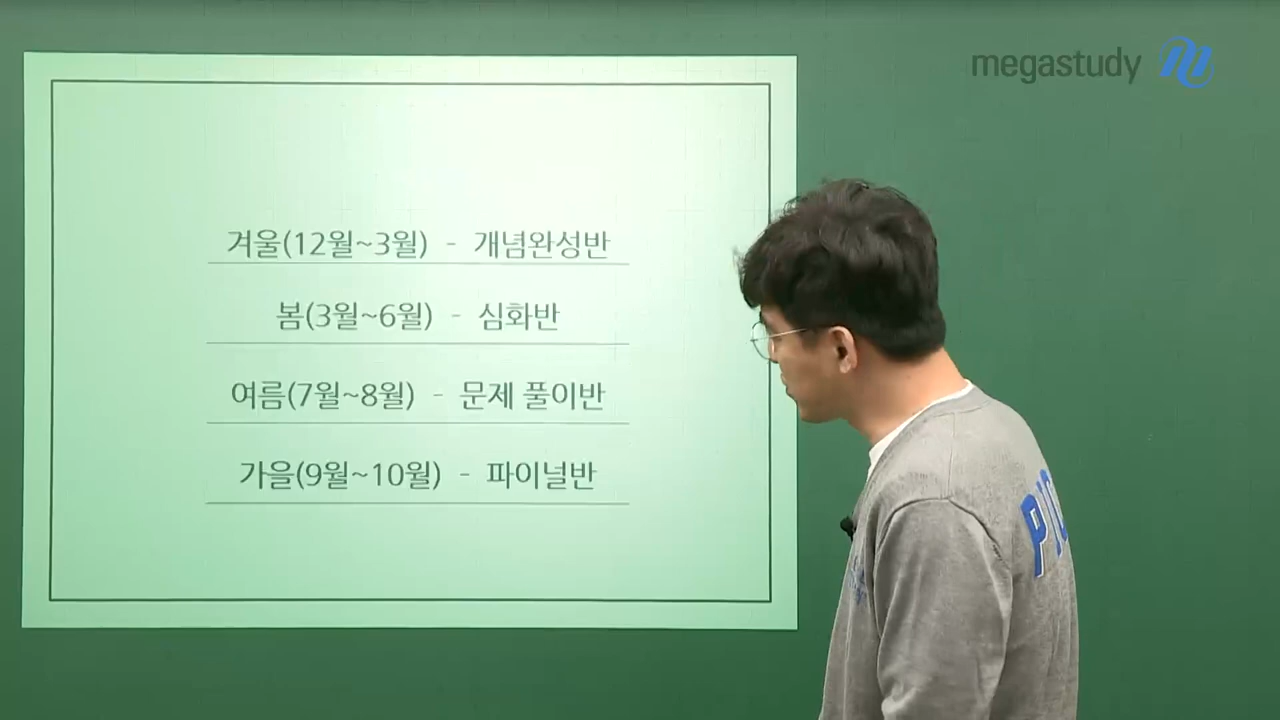 megastudy
겨울(12월~3월) - 개념완성반
봄(3월~6월) - 심화반
여름(7월~8월) - 문제 풀이반
가을(9월~10월) - 파이널반